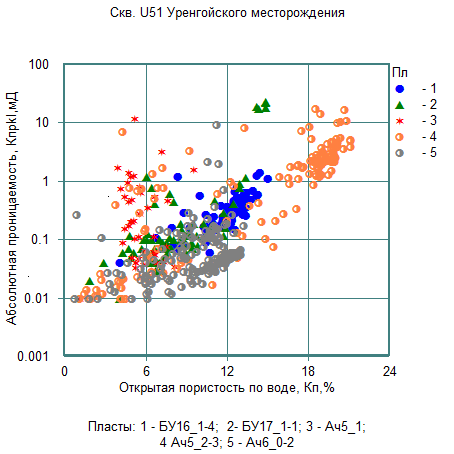 Скв. U51 Уренгойского месторождения
Абсолютная проницаемость, Kпрkl,мД
100
10
1
0.1
0.01
0.001
0
6
12
18
24
Открытая пористость по воде, Кп,%
Пл
- 1
- 2
- 3
- 4
- 5
Пласты: 1 - БУ16_1-4; 2- БУ17_1-1; 3 - Ач5_1;
4 Ач5_2-3; 5 - Ач6_0-2